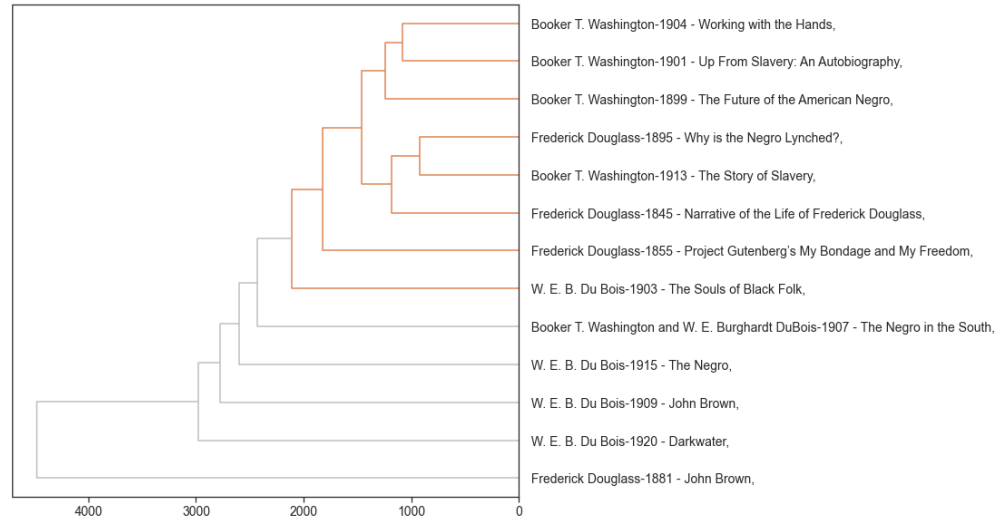 Booker T. Washington-1904 - Working with the Hands,
Booker T. Washington-1901 - Up From Slavery: An Autobiography,
Booker T. Washington-1899 - The Future of the American Negro,
Frederick Douglass-1895 - Why is the Negro Lynched?,
Booker T. Washington-1913 - The Story of Slavery,
Frederick Douglass-1845 - Narrative of the Life of Frederick Douglass,
Frederick Douglass-1855 - Project Gutenberg's My Bondage and My Freedom,
W. E. B. Du Bois-1903 - The Souls of Black Folk,
Booker T. Washington and W. E. Burghardt DuBois-1907 - The Negro in the South,
W. E. B. Du Bois-1915 - The Negro,
W. E. B. Du Bois-1909 - John Brown,
W. E. B. Du Bois-1920 - Darkwater,
Frederick Douglass-1881 - John Brown,
4000 3000 2000 1000 0